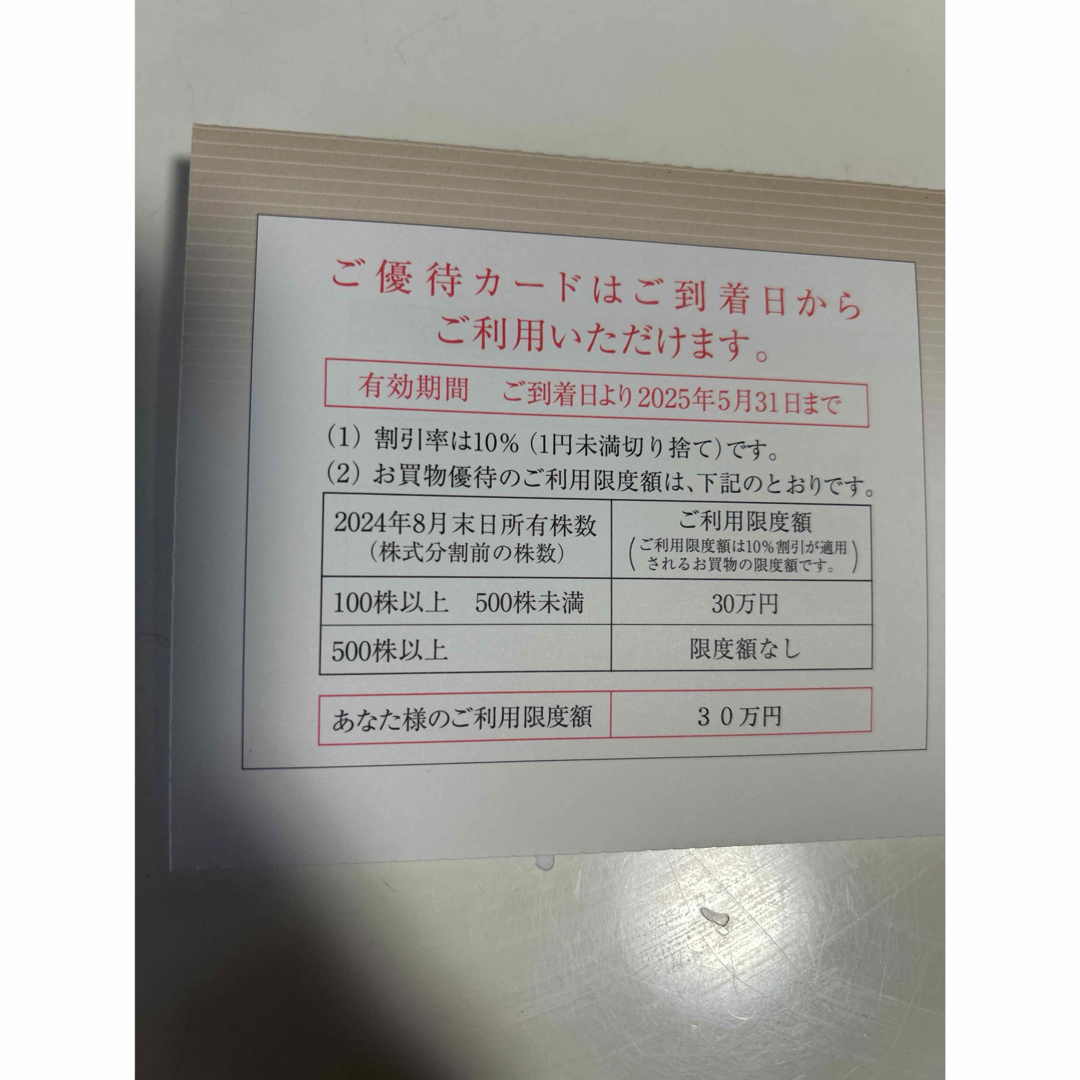 ご優待カードはご到着日から
ご利用いただけます。
有効期間　ご到着日より2025年5月31日まで
(1) 割引率は10%(1円未満切り捨て)です。
(2) お買物優待のご利用限度額は、下記のとおりです。
2024年8月末日所有株数
(株式分割前の株数)
ご利用限度額
(ご利用限度額は10%割引が適用
されるお買物の限度額です。)
100株以上　500株未満　30万円
500株以上　限度額なし
あなた様のご利用限度額　３０万円